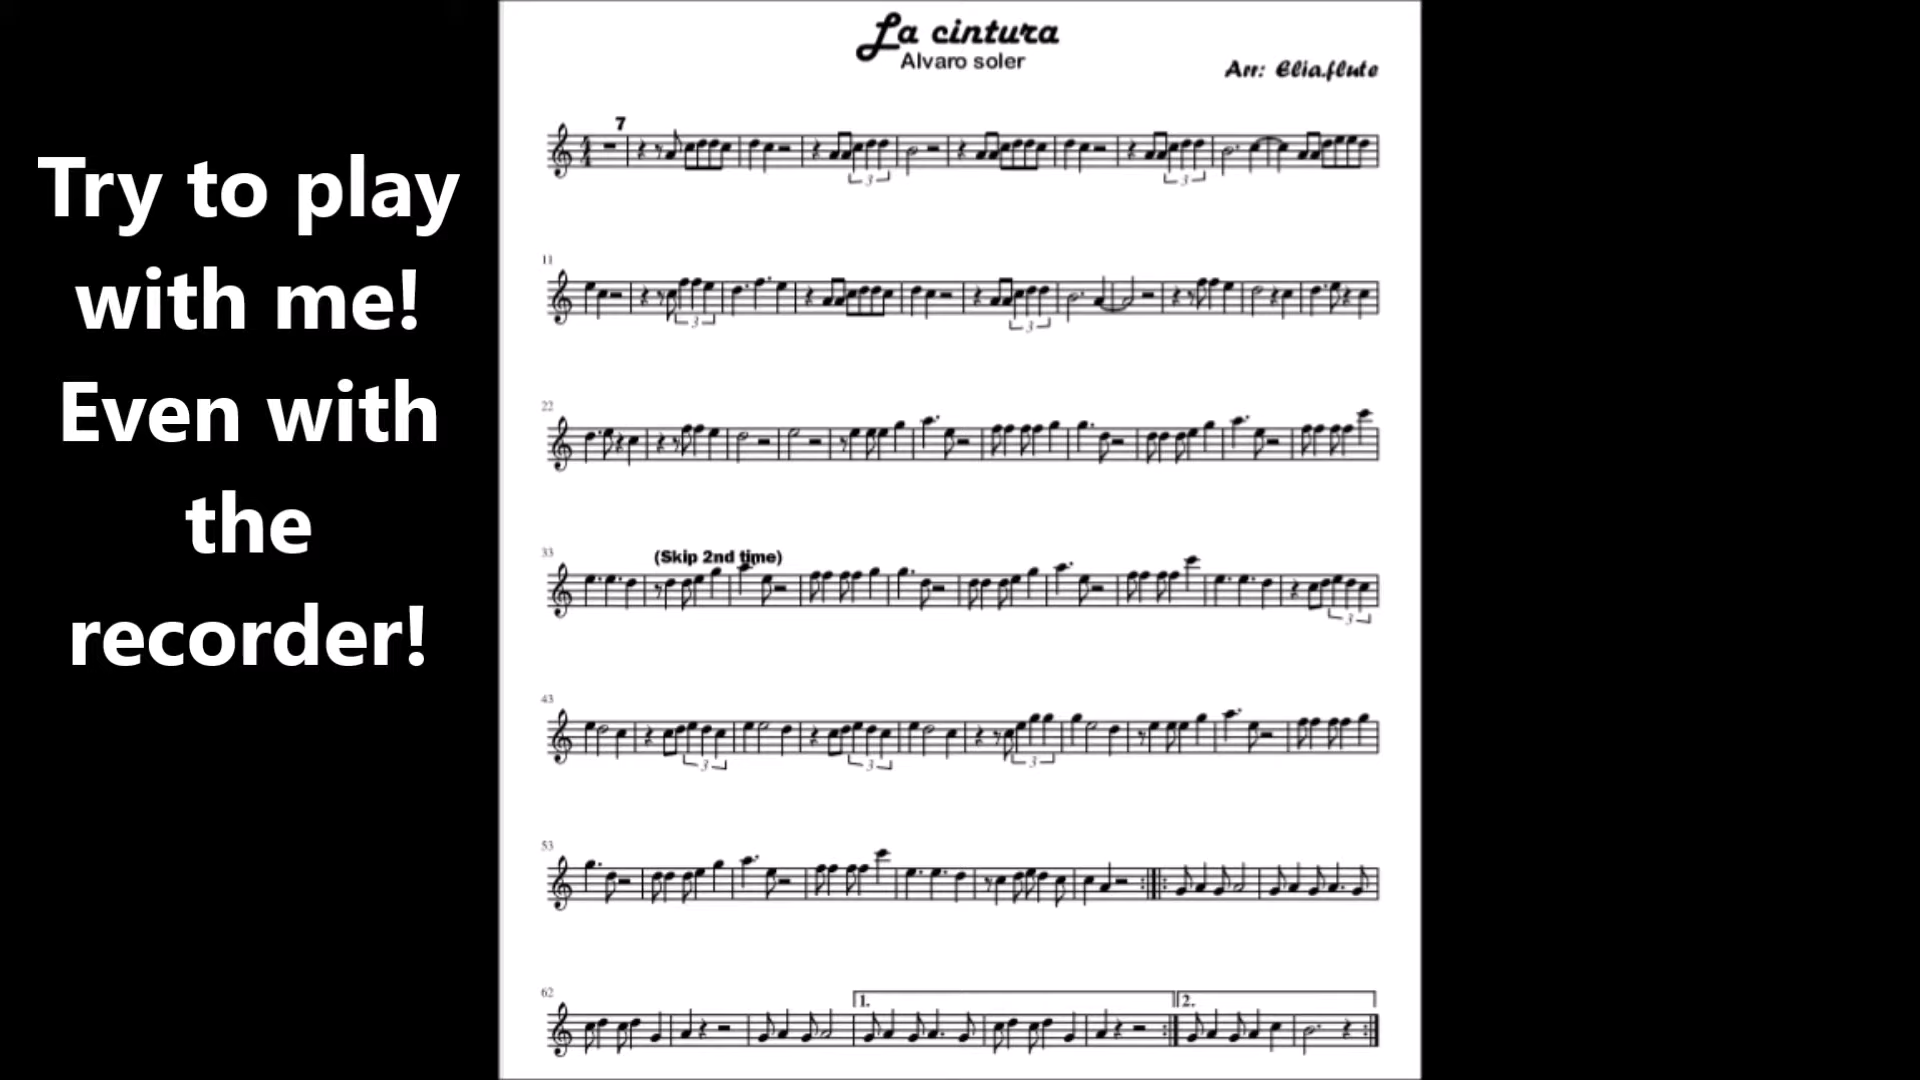 Try to play
with me!
Even with
the
recorder!
La cintura
Alvaro soler
Arr: Elia.flute
7
3
3
11
3
3
22
33
(Skip 2nd time)
3
43
3
3
3
53
62
1.
2.